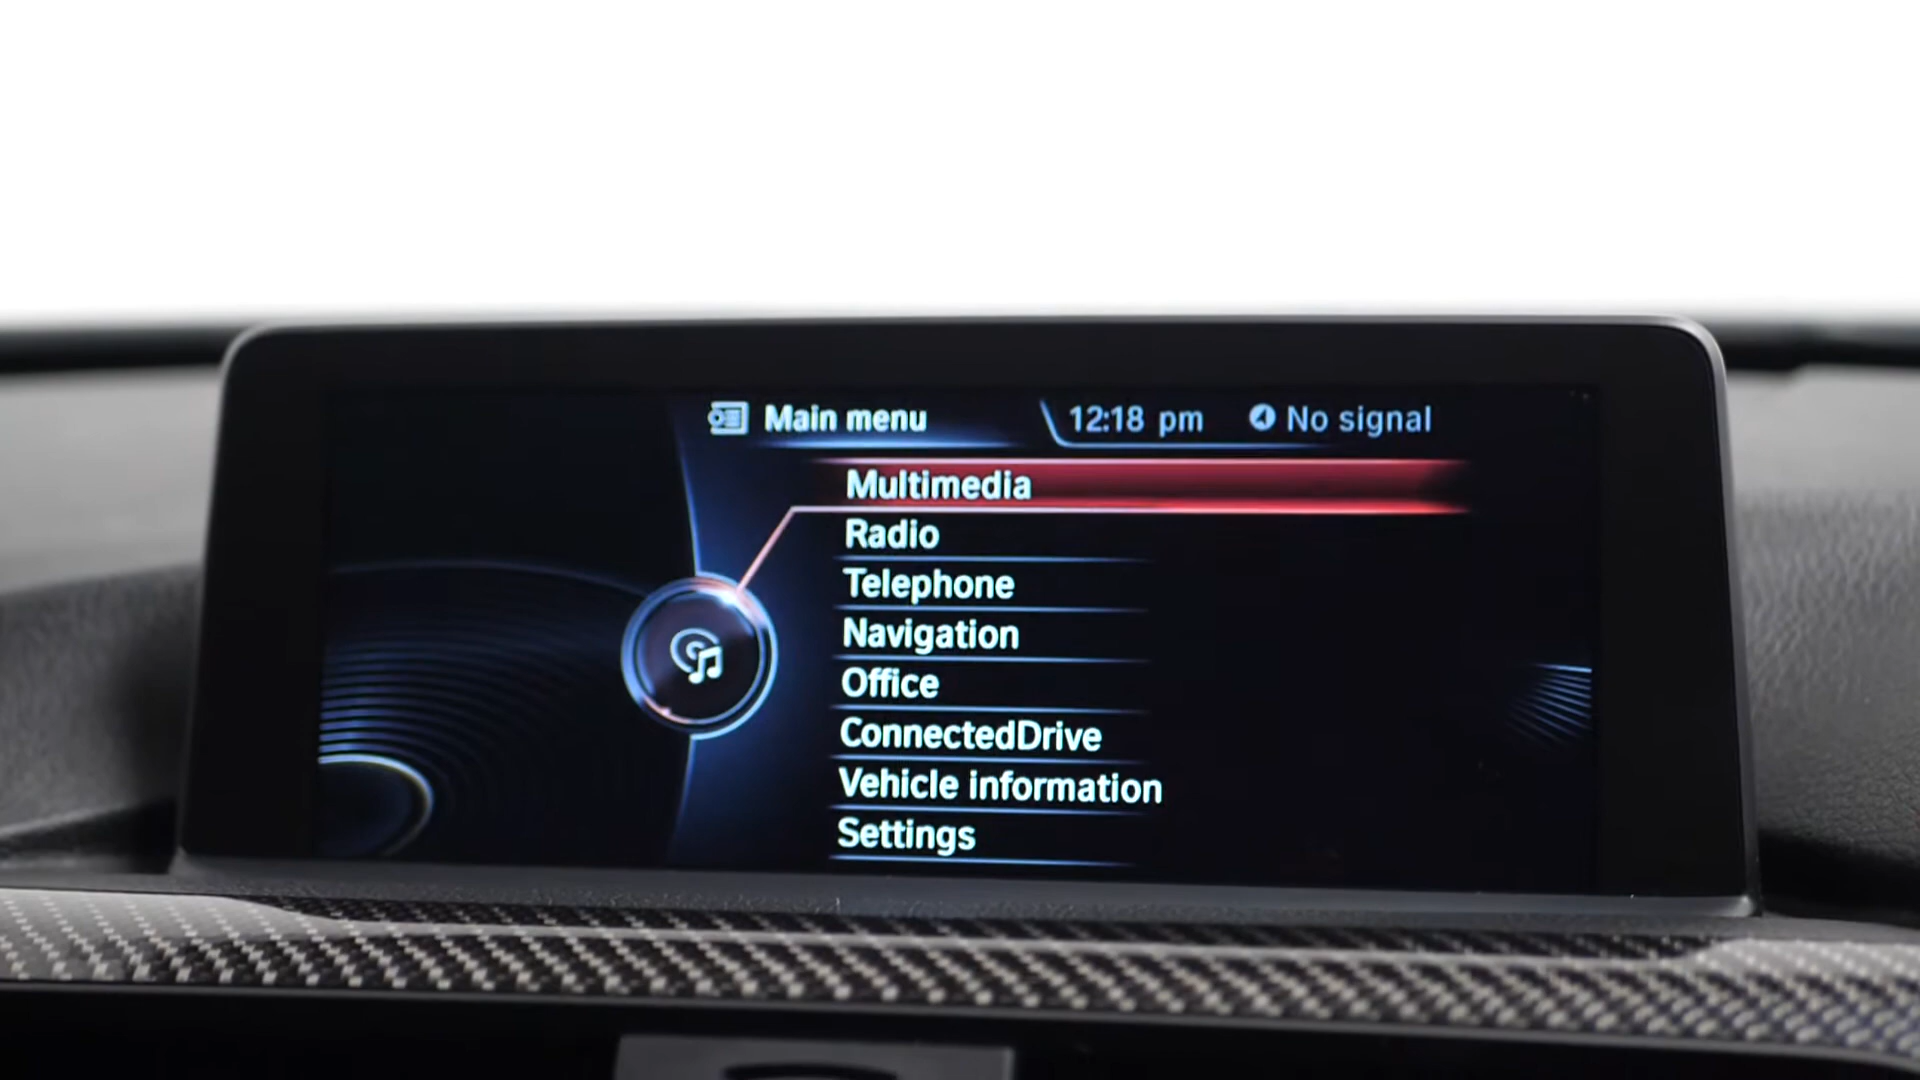 Main menu 12:18 pm No signal
Multimedia
Radio
Telephone
Navigation
Office
ConnectedDrive
Vehicle information
Settings